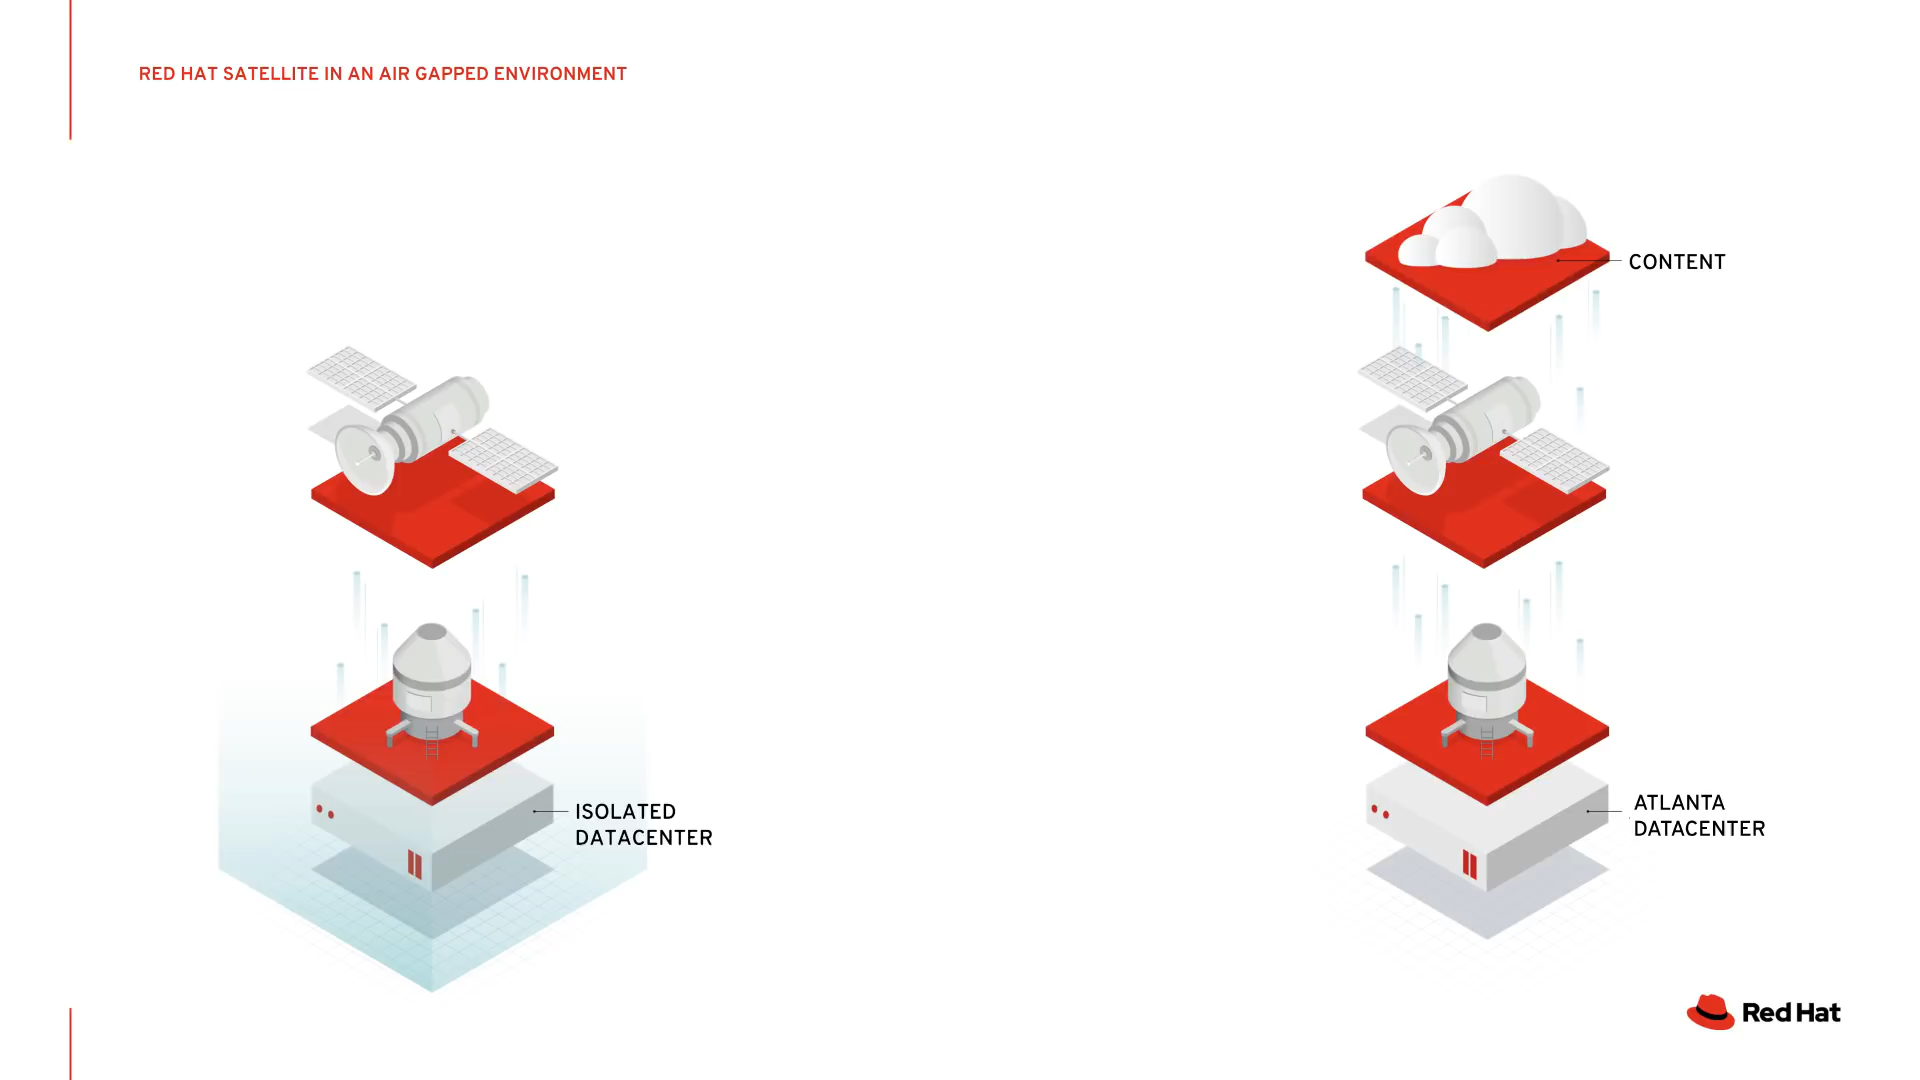 RED HAT SATELLITE IN AN AIR GAPPED ENVIRONMENT
CONTENT
ISOLATED
DATACENTER
ATLANTA
DATACENTER
Red Hat